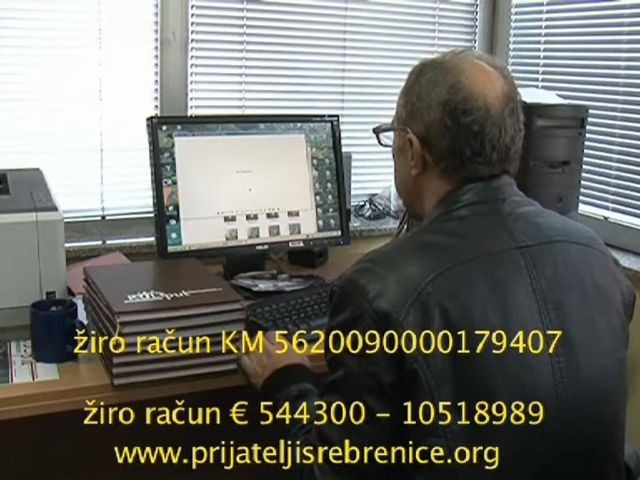 žiro račun KM 5620090000179407
žiro račun € 544300 - 10518989
www.prijateljisrebrenice.org